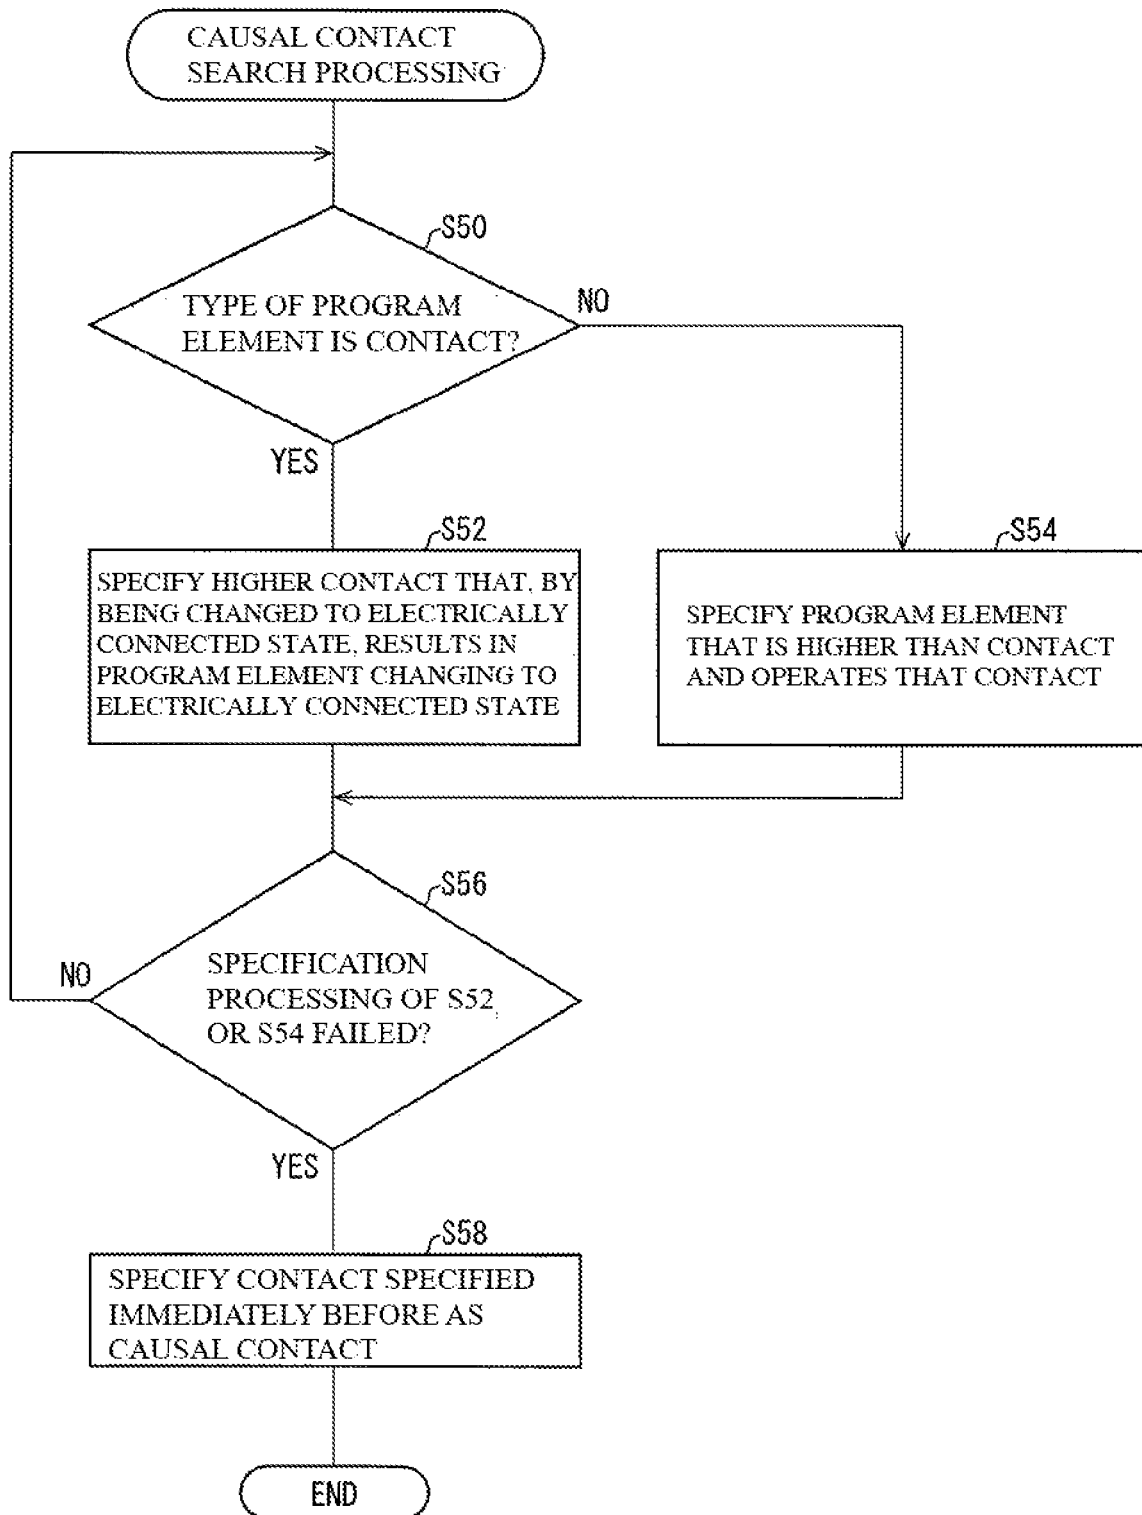 CAUSAL CONTACT
SEARCH PROCESSING
S50
TYPE OF PROGRAM
ELEMENT IS CONTACT?
NO
YES
S52
SPECIFY HIGHER CONTACT THAT, BY
BEING CHANGED TO ELECTRICALLY
CONNECTED STATE, RESULTS IN
PROGRAM ELEMENT CHANGING TO
ELECTRICALLY CONNECTED STATE
S54
SPECIFY PROGRAM ELEMENT
THAT IS HIGHER THAN CONTACT
AND OPERATES THAT CONTACT
S56
SPECIFICATION
PROCESSING OF S52
OR S54 FAILED?
NO
YES
S58
SPECIFY CONTACT SPECIFIED
IMMEDIATELY BEFORE AS
CAUSAL CONTACT
END